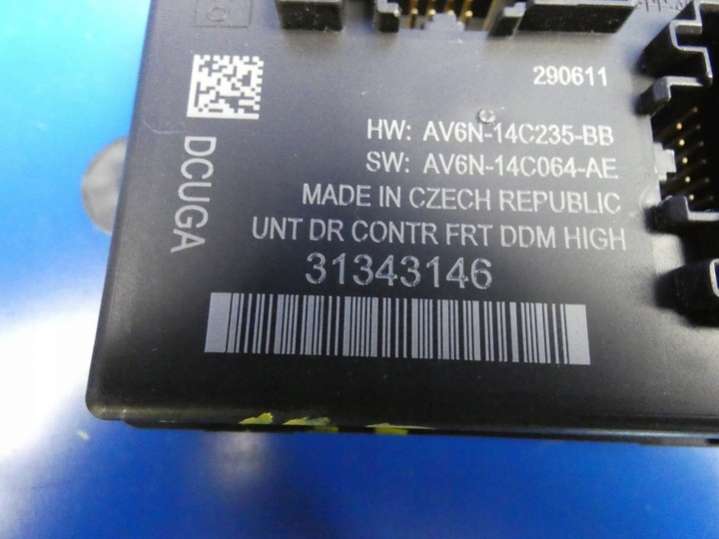 290611
HW: AV6N-14C235-BB
SW: AV6N-14C064-AE
MADE IN CZECH REPUBLIC
UNT DR CONTR FRT DDM HIGH
31343146
DCUGA